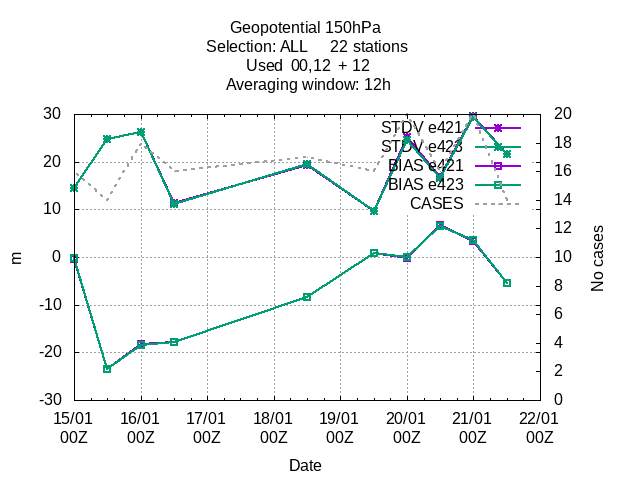 Geopotential 150hPa
Selection: ALL 22 stations
Used 00,12 + 12
Averaging window: 12h
30
20
10
0
-10
-20
-30
m
20
18
16
14
12
10
8
6
4
2
0
No cases
STDV e421
STDV e423
BIAS e421
BIAS e423
CASES
15/01 16/01 17/01 18/01 19/01 20/01 21/01 22/01
00Z 00Z 00Z 00Z 00Z 00Z 00Z 00Z
Date